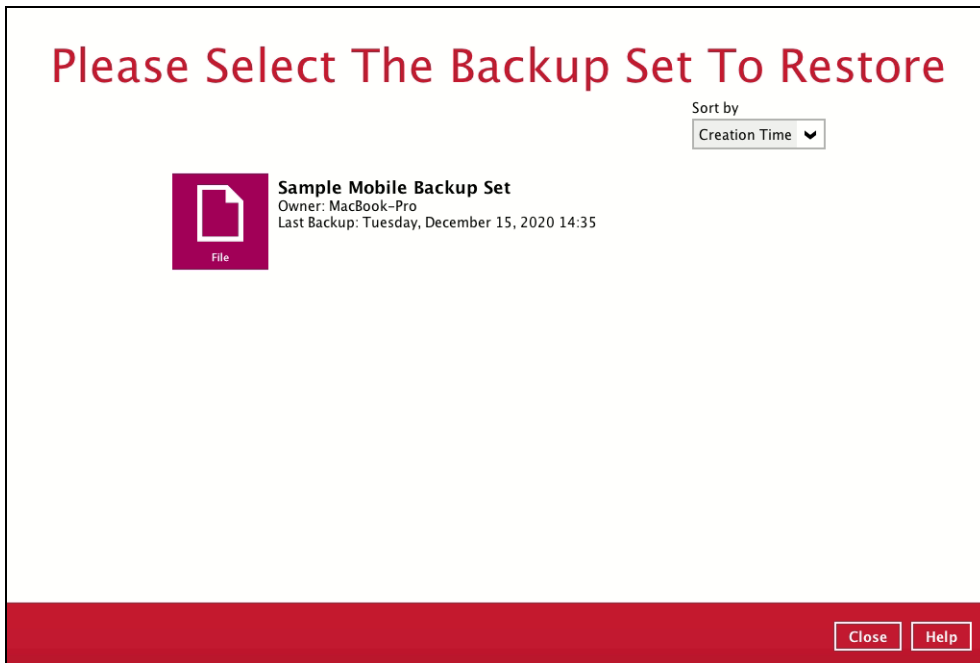 Please Select The Backup Set To Restore
Sort by
Creation Time
Sample Mobile Backup Set
Owner: MacBook-Pro
Last Backup: Tuesday, December 15, 2020 14:35
File
Close
Help